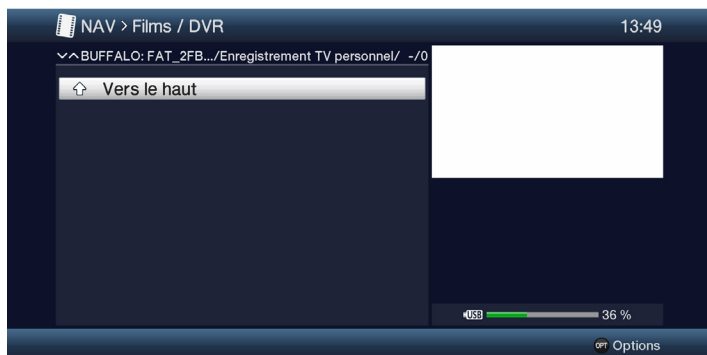 NAV > Films / DVR
13:49
BUFFALO: FAT_2FB.../Enregistrement TV personnel/ -/0
Vers le haut
USB
36 %
OPT Options